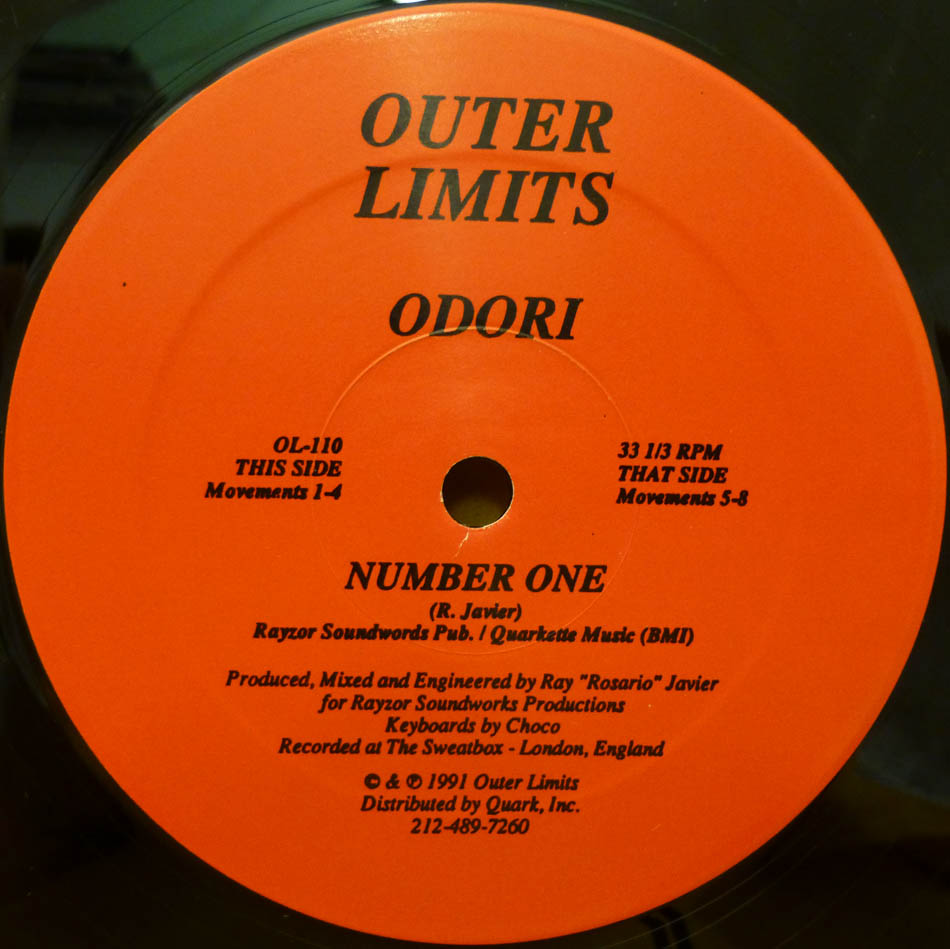 OUTER
LIMITS
ODORI
OL-110
THIS SIDE
Movements 1-4
33 1/3 RPM
THAT SIDE
Movements 5-8
NUMBER ONE
(R. Javier)
Rayzor Soundwords Pub. / Quarkette Music (BMI)
Produced, Mixed and Engineered by Ray "Rosario" Javier
for Rayzor Soundworks Productions
Keyboards by Choco
Recorded at The Sweatbox - London, England
© & ℗ 1991 Outer Limits
Distributed by Quark, Inc.
212-489-7260